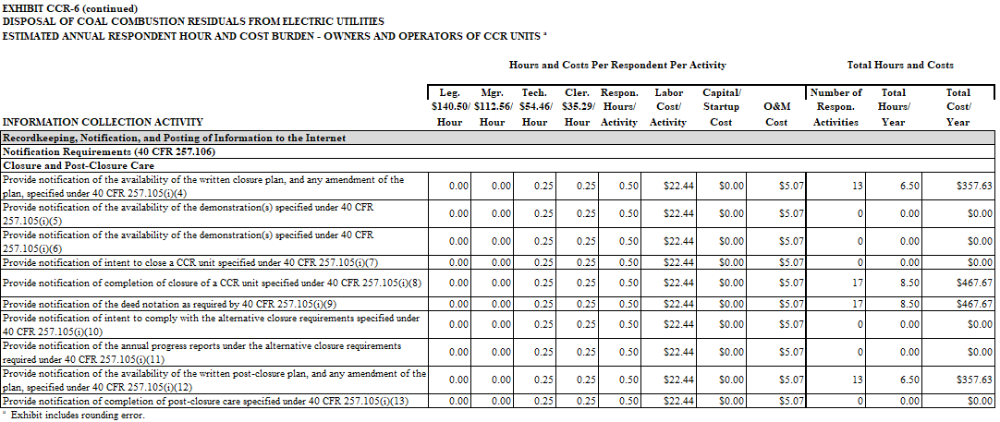 EXHIBIT CCR-6 (continued)
DISPOSAL OF COAL COMBUSTION RESIDUALS FROM ELECTRIC UTILITIES
ESTIMATED ANNUAL RESPONDENT HOUR AND COST BURDEN - OWNERS AND OPERATORS OF CCR UNITS ª
Hours and Costs Per Respondent Per Activity Total Hours and Costs
Leg. Mgr. Tech. Cler. Respon. Labor Capital/ Number of Total Total
$140.50/ $112.56/ $54.46/ $35.29/ Hours/ Cost/ Startup O&M Respon. Hours/ Cost/
INFORMATION COLLECTION ACTIVITY Hour Hour Hour Hour Activity Activity Cost Cost Activities Year Year
Recordkeeping, Notification, and Posting of Information to the Internet
Notification Requirements (40 CFR 257.106)
Closure and Post-Closure Care
Provide notification of the availability of the written closure plan, and any amendment of the
plan, specified under 40 CFR 257.105(i)(4) 0.00 0.00 0.25 0.25 0.50 $22.44 $0.00 $5.07 13 6.50 $357.63
Provide notification of the availability of the demonstration(s) specified under 40 CFR
257.105(i)(5) 0.00 0.00 0.25 0.25 0.50 $22.44 $0.00 $5.07 0 0.00 $0.00
Provide notification of the availability of the demonstration(s) specified under 40 CFR
257.105(i)(6) 0.00 0.00 0.25 0.25 0.50 $22.44 $0.00 $5.07 0 0.00 $0.00
Provide notification of intent to close a CCR unit specified under 40 CFR 257.105(i)(7) 0.00 0.00 0.25 0.25 0.50 $22.44 $0.00 $5.07 0 0.00 $0.00
Provide notification of completion of closure of a CCR unit specified under 40 CFR 257.105(i)(8) 0.00 0.00 0.25 0.25 0.50 $22.44 $0.00 $5.07 17 8.50 $467.67
Provide notification of the deed notation as required by 40 CFR 257.105(i)(9) 0.00 0.00 0.25 0.25 0.50 $22.44 $0.00 $5.07 17 8.50 $467.67
Provide notification of intent to comply with the alternative closure requirements specified under
40 CFR 257.105(i)(10) 0.00 0.00 0.25 0.25 0.50 $22.44 $0.00 $5.07 0 0.00 $0.00
Provide notification of the annual progress reports under the alternative closure requirements
required under 40 CFR 257.105(i)(11) 0.00 0.00 0.25 0.25 0.50 $22.44 $0.00 $5.07 0 0.00 $0.00
Provide notification of the availability of the written post-closure plan, and any amendment of the
plan, specified under 40 CFR 257.105(i)(12) 0.00 0.00 0.25 0.25 0.50 $22.44 $0.00 $5.07 13 6.50 $357.63
Provide notification of completion of post-closure care specified under 40 CFR 257.105(i)(13) 0.00 0.00 0.25 0.25 0.50 $22.44 $0.00 $5.07 0 0.00 $0.00
ª Exhibit includes rounding error.